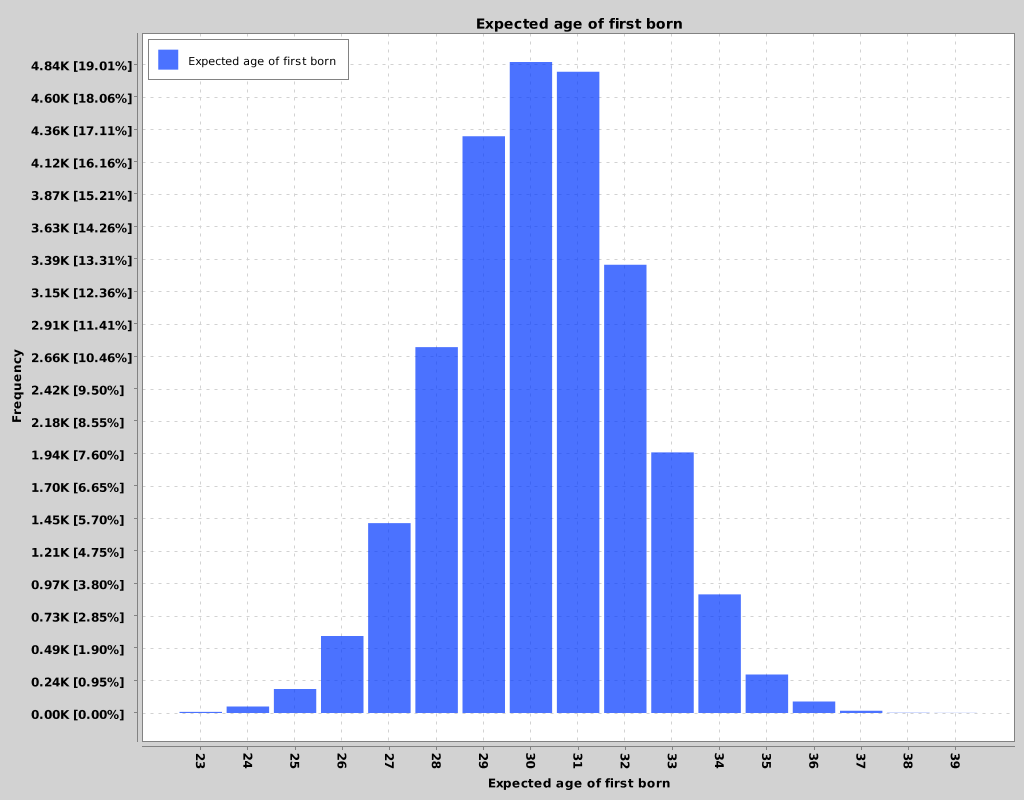 Expected age of first born
Expected age of first born
4.84K [19.01%]
4.60K [18.06%]
4.36K [17.11%]
4.12K [16.16%]
3.87K [15.21%]
3.63K [14.26%]
3.39K [13.31%]
3.15K [12.36%]
2.91K [11.41%]
2.66K [10.46%]
2.42K [9.50%]
2.18K [8.55%]
1.94K [7.60%]
1.70K [6.65%]
1.45K [5.70%]
1.21K [4.75%]
0.97K [3.80%]
0.73K [2.85%]
0.49K [1.90%]
0.24K [0.95%]
0.00K [0.00%]
Frequency
23 24 25 26 27 28 29 30 31 32 33 34 35 36 37 38 39
Expected age of first born